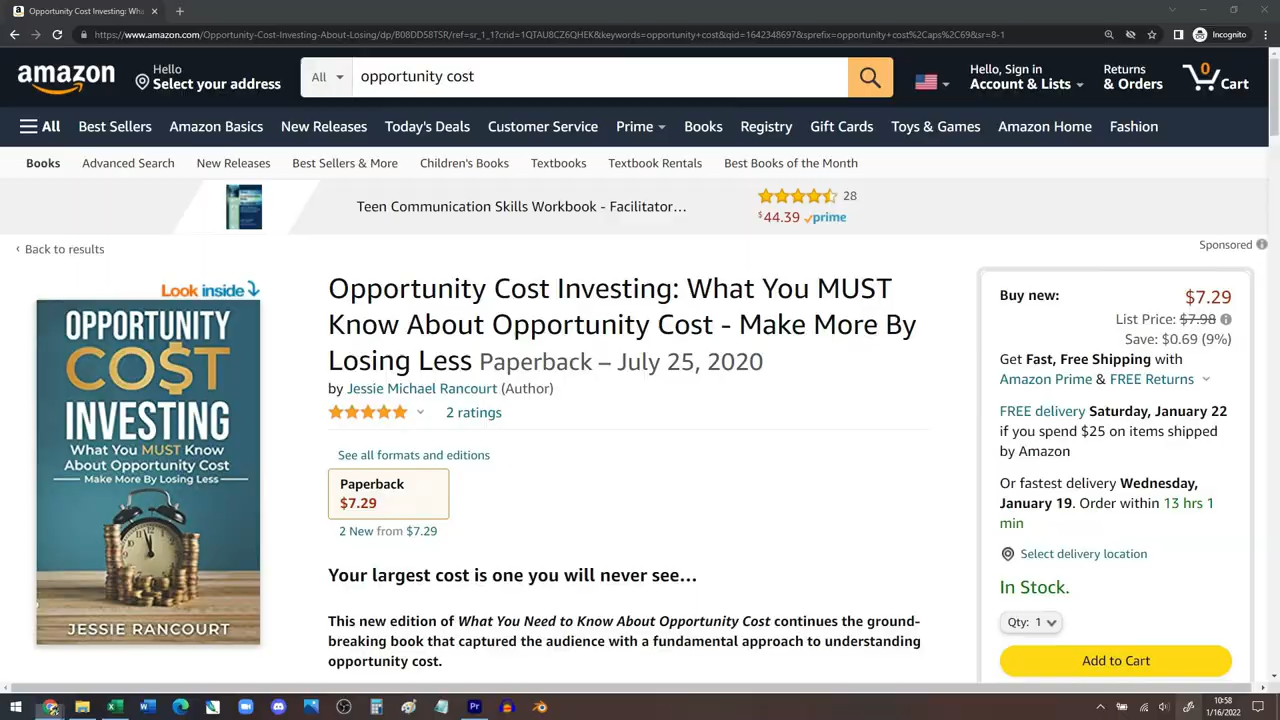 Opportunity Cost Investing: Wha
https://www.amazon.com/Opportunity-Cost-Investing-About-Losing/dp/B08DD58TSR/ref=sr_1_1?crid=1QTAU8CZ6QHEK&keywords=opportunity+cost&qid=1642348697&sprefix=opportunity+cost%2Caps%2C69&sr=8-1
Incognito
amazon
Hello
Select your address
All
opportunity cost
Hello, Sign in
Account & Lists
Returns
& Orders
0
Cart
All Best Sellers Amazon Basics New Releases Today's Deals Customer Service Prime Books Registry Gift Cards Toys & Games Amazon Home Fashion
Books Advanced Search New Releases Best Sellers & More Children's Books Textbooks Textbook Rentals Best Books of the Month
Teen Communication Skills Workbook - Facilitator…
28
$44.39 prime
‹ Back to results
Sponsored
Look inside
OPPORTUNITY
CO$T
INVESTING
What You MUST Know
About Opportunity Cost
Make More By Losing Less
JESSIE RANCOURT
Opportunity Cost Investing: What You MUST
Know About Opportunity Cost - Make More By
Losing Less Paperback – July 25, 2020
by Jessie Michael Rancourt (Author)
2 ratings
See all formats and editions
Paperback
$7.29
2 New from $7.29
Your largest cost is one you will never see…
This new edition of What You Need to Know About Opportunity Cost continues the ground-
breaking book that captured the audience with a fundamental approach to understanding
opportunity cost.
Buy new:
$7.29
List Price: $7.98
Save: $0.69 (9%)
Get Fast, Free Shipping with
Amazon Prime & FREE Returns
FREE delivery Saturday, January 22
if you spend $25 on items shipped
by Amazon
Or fastest delivery Wednesday,
January 19. Order within 13 hrs 1
min
Select delivery location
In Stock.
Qty: 1
Add to Cart
10:58
1/16/2022